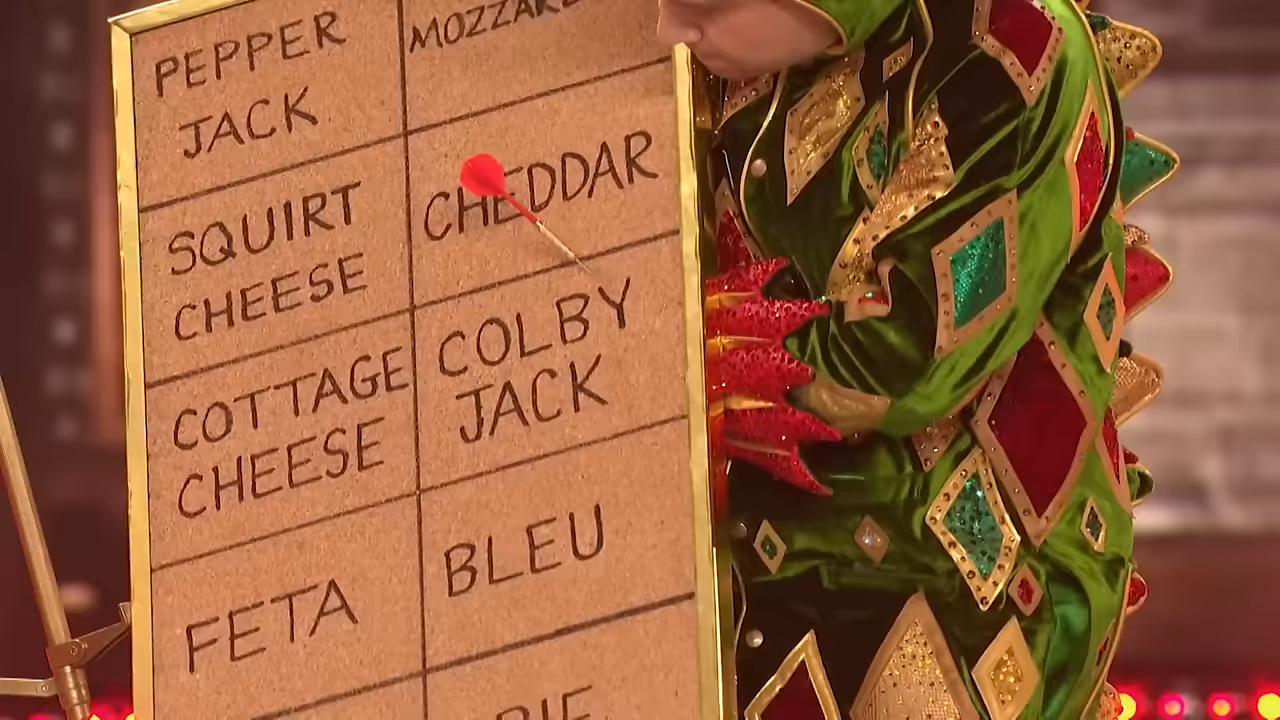 PEPPER
JACK
SQUIRT
CHEESE
CHEDDAR
COTTAGE
CHEESE
COLBY
JACK
FETA
BLEU